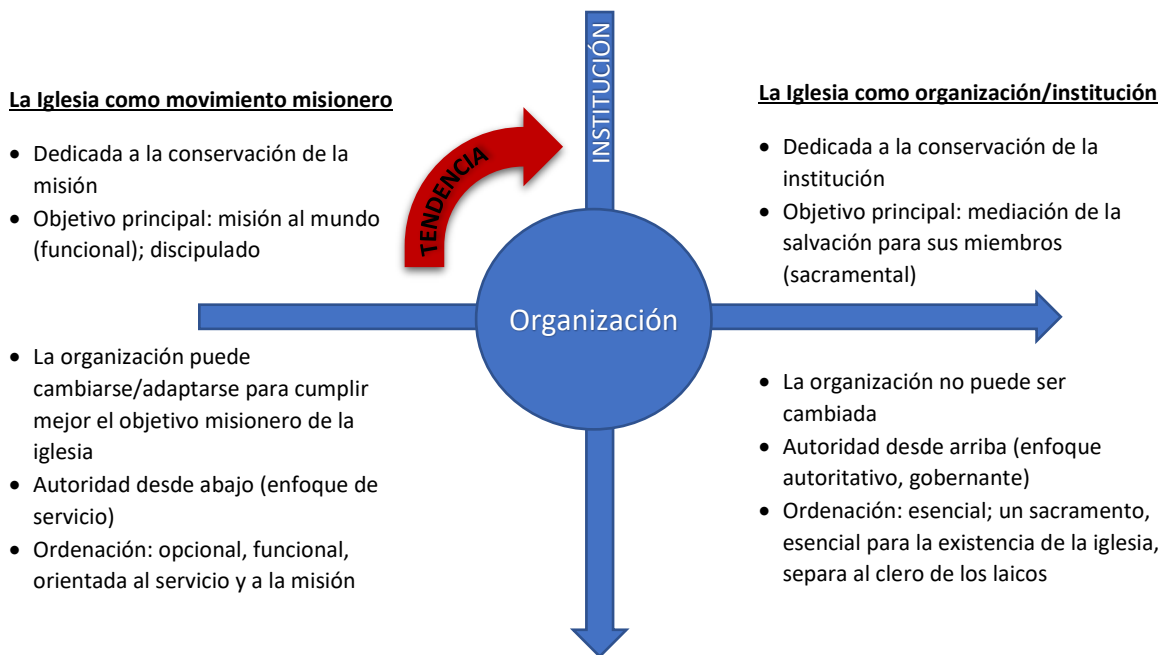 La Iglesia como movimiento misionero
• Dedicada a la conservación de la
misión
• Objetivo principal: misión al mundo
(funcional); discipulado
• La organización puede
cambiarse/adaptarse para cumplir
mejor el objetivo misionero de la
iglesia
• Autoridad desde abajo (enfoque de
servicio)
• Ordenación: opcional, funcional,
orientada al servicio y a la misión
TENDENCIA
INSTITUCIÓN
Organización
La Iglesia como organización/institución
• Dedicada a la conservación de la
institución
• Objetivo principal: mediación de la
salvación para sus miembros
(sacramental)
• La organización no puede ser
cambiada
• Autoridad desde arriba (enfoque
autoritativo, gobernante)
• Ordenación: esencial; un sacramento,
esencial para la existencia de la iglesia,
separa al clero de los laicos